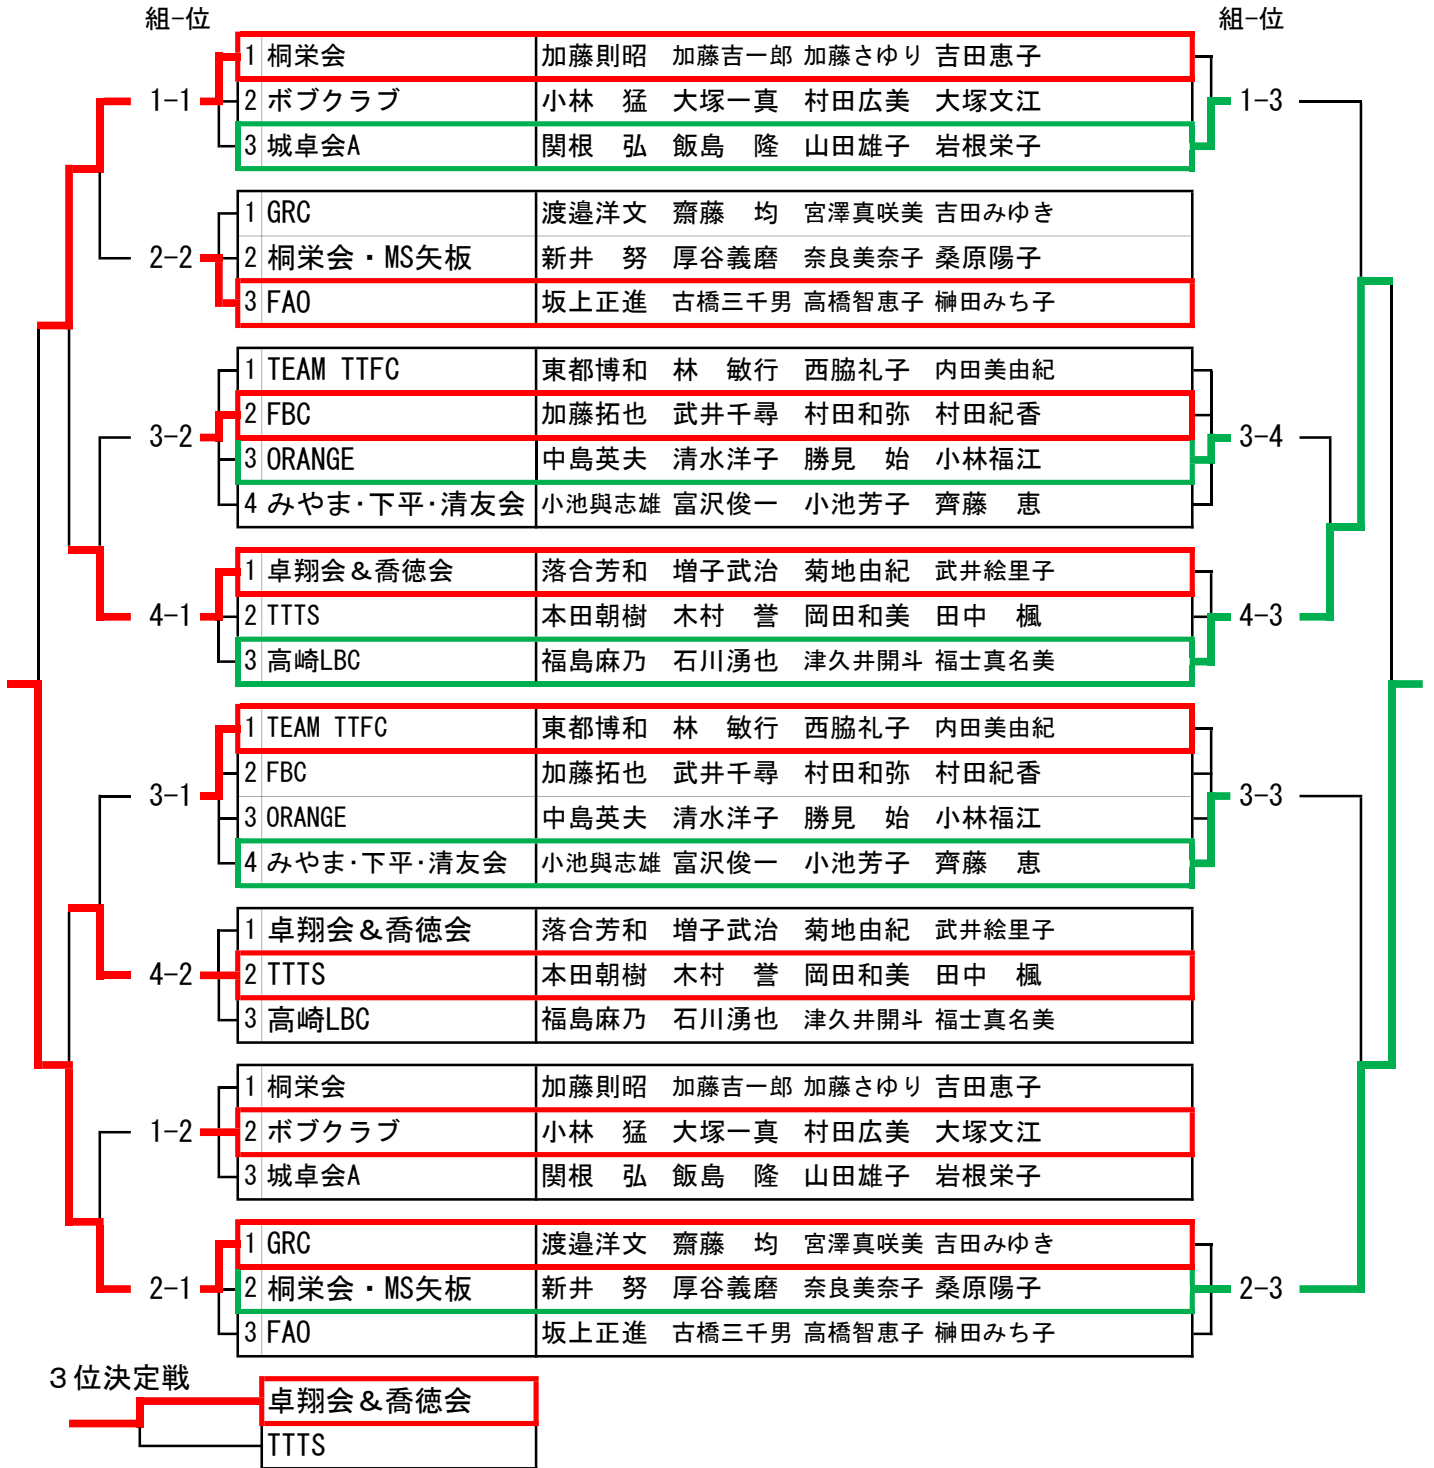 組-位 組-位
1 桐栄会 加藤則昭 加藤吉一郎 加藤さゆり 吉田恵子
1-1 2 ボブクラブ 小林　猛 大塚一真 村田広美 大塚文江 1-3
3 城卓会A 関根　弘 飯島　隆 山田雄子 岩根栄子
1 GRC 渡邉洋文 齋藤　均 宮澤真咲美 吉田みゆき
2-2 2 桐栄会・MS矢板 新井　努 厚谷義磨 奈良美奈子 桑原陽子
3 FAO 坂上正進 古橋三千男 高橋智恵子 榊田みち子
1 TEAM TTFC 東都博和 林　敏行 西脇礼子 内田美由紀
2 FBC 加藤拓也 武井千尋 村田和弥 村田紀香
3-2 3-4
3 ORANGE 中島英夫 清水洋子 勝見　始 小林福江
4 みやま･下平･清友会 小池與志雄 富沢俊一 小池芳子 齊藤　恵
1 卓翔会＆喬徳会 落合芳和 増子武治 菊地由紀 武井絵里子
4-1 2 TTTS 本田朝樹 木村　誉 岡田和美 田中　楓 4-3
3 高崎LBC 福島麻乃 石川湧也 津久井開斗 福士真名美
1 TEAM TTFC 東都博和 林　敏行 西脇礼子 内田美由紀
2 FBC 加藤拓也 武井千尋 村田和弥 村田紀香
3-1 3-3
3 ORANGE 中島英夫 清水洋子 勝見　始 小林福江
4 みやま･下平･清友会 小池與志雄 富沢俊一 小池芳子 齊藤　恵
1 卓翔会＆喬徳会 落合芳和 増子武治 菊地由紀 武井絵里子
4-2 2 TTTS 本田朝樹 木村　誉 岡田和美 田中　楓
3 高崎LBC 福島麻乃 石川湧也 津久井開斗 福士真名美
1 桐栄会 加藤則昭 加藤吉一郎 加藤さゆり 吉田恵子
1-2 2 ボブクラブ 小林　猛 大塚一真 村田広美 大塚文江
3 城卓会A 関根　弘 飯島　隆 山田雄子 岩根栄子
1 GRC 渡邉洋文 齋藤　均 宮澤真咲美 吉田みゆき
2-1 2 桐栄会・MS矢板 新井　努 厚谷義磨 奈良美奈子 桑原陽子 2-3
3 FAO 坂上正進 古橋三千男 高橋智恵子 榊田みち子
３位決定戦
卓翔会＆喬徳会
TTTS